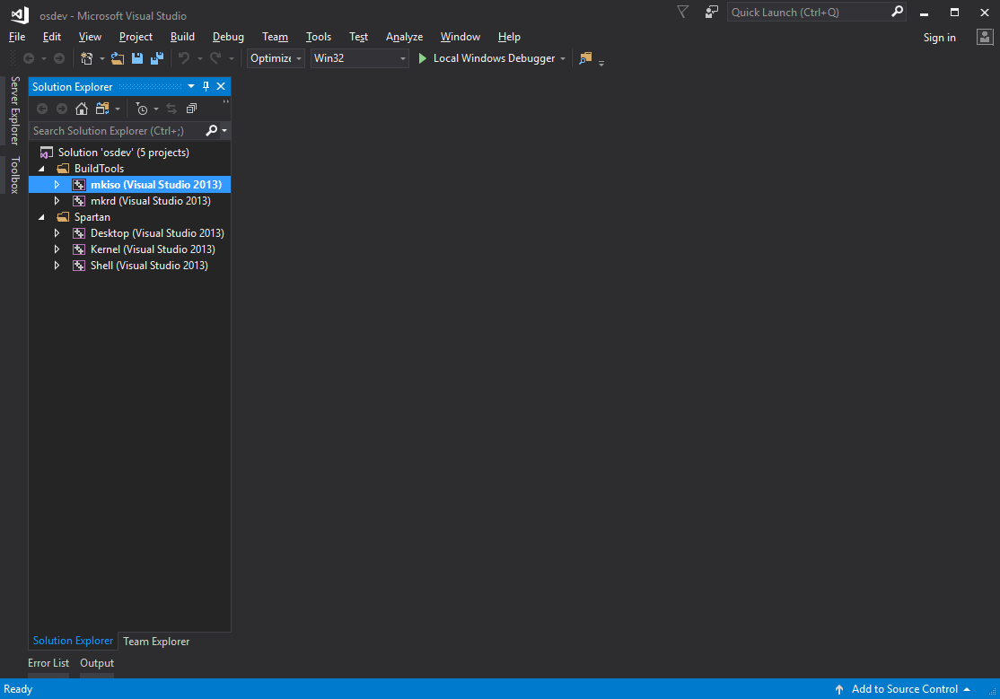 osdev - Microsoft Visual Studio
Quick Launch (Ctrl+Q)
File Edit View Project Build Debug Team Tools Test Analyze Window Help
Sign in
Optimize Win32 Local Windows Debugger
Server Explorer
Toolbox
Solution Explorer
Search Solution Explorer (Ctrl+;)
Solution 'osdev' (5 projects)
BuildTools
mkiso (Visual Studio 2013)
mkrd (Visual Studio 2013)
Spartan
Desktop (Visual Studio 2013)
Kernel (Visual Studio 2013)
Shell (Visual Studio 2013)
Solution Explorer Team Explorer
Error List Output
Ready
Add to Source Control